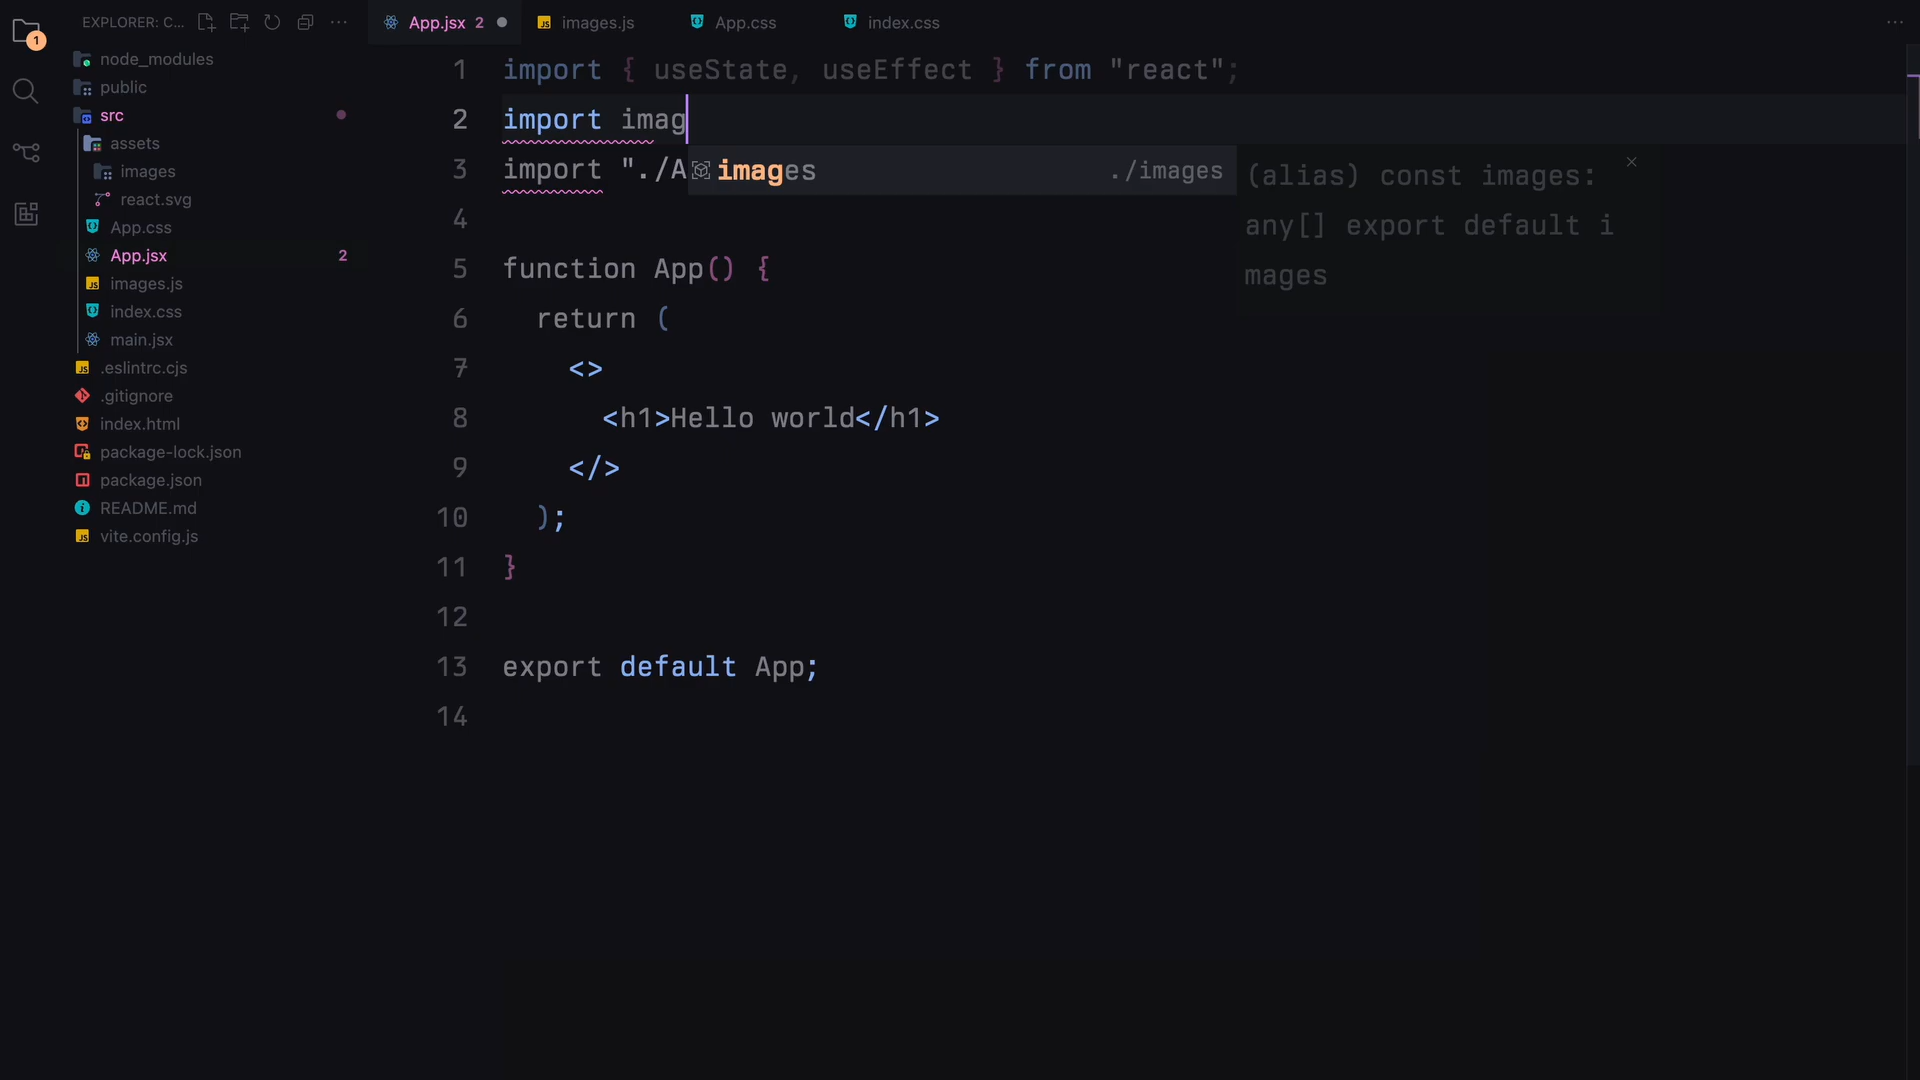 1
EXPLORER: C...
node_modules
public
src
assets
images
react.svg
App.css
App.jsx 2
images.js
index.css
main.jsx
.eslintrc.cjs
.gitignore
index.html
package-lock.json
package.json
README.md
vite.config.js
App.jsx 2
images.js
App.css
index.css
1 import { useState, useEffect } from "react";
2 import imag
3 import "./A
images ./images
(alias) const images:
any[] export default i
mages
4
5 function App() {
6 return (
7 <>
8 <h1>Hello world</h1>
9 </>
10 );
11 }
12
13 export default App;
14